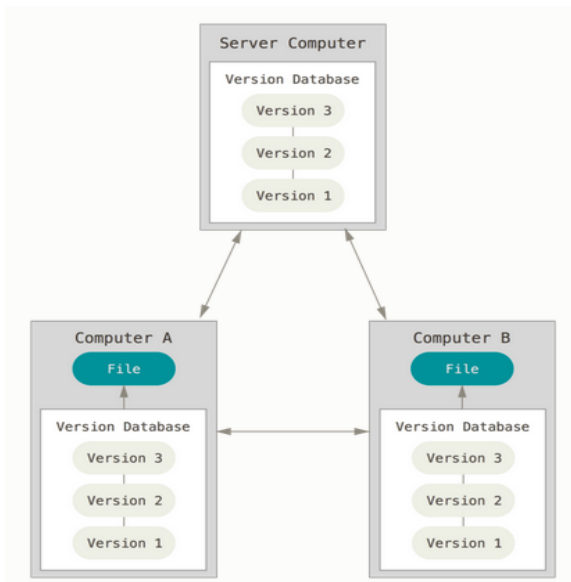 Server Computer
Version Database
Version 3
Version 2
Version 1
Computer A
File
Version Database
Version 3
Version 2
Version 1
Computer B
File
Version Database
Version 3
Version 2
Version 1